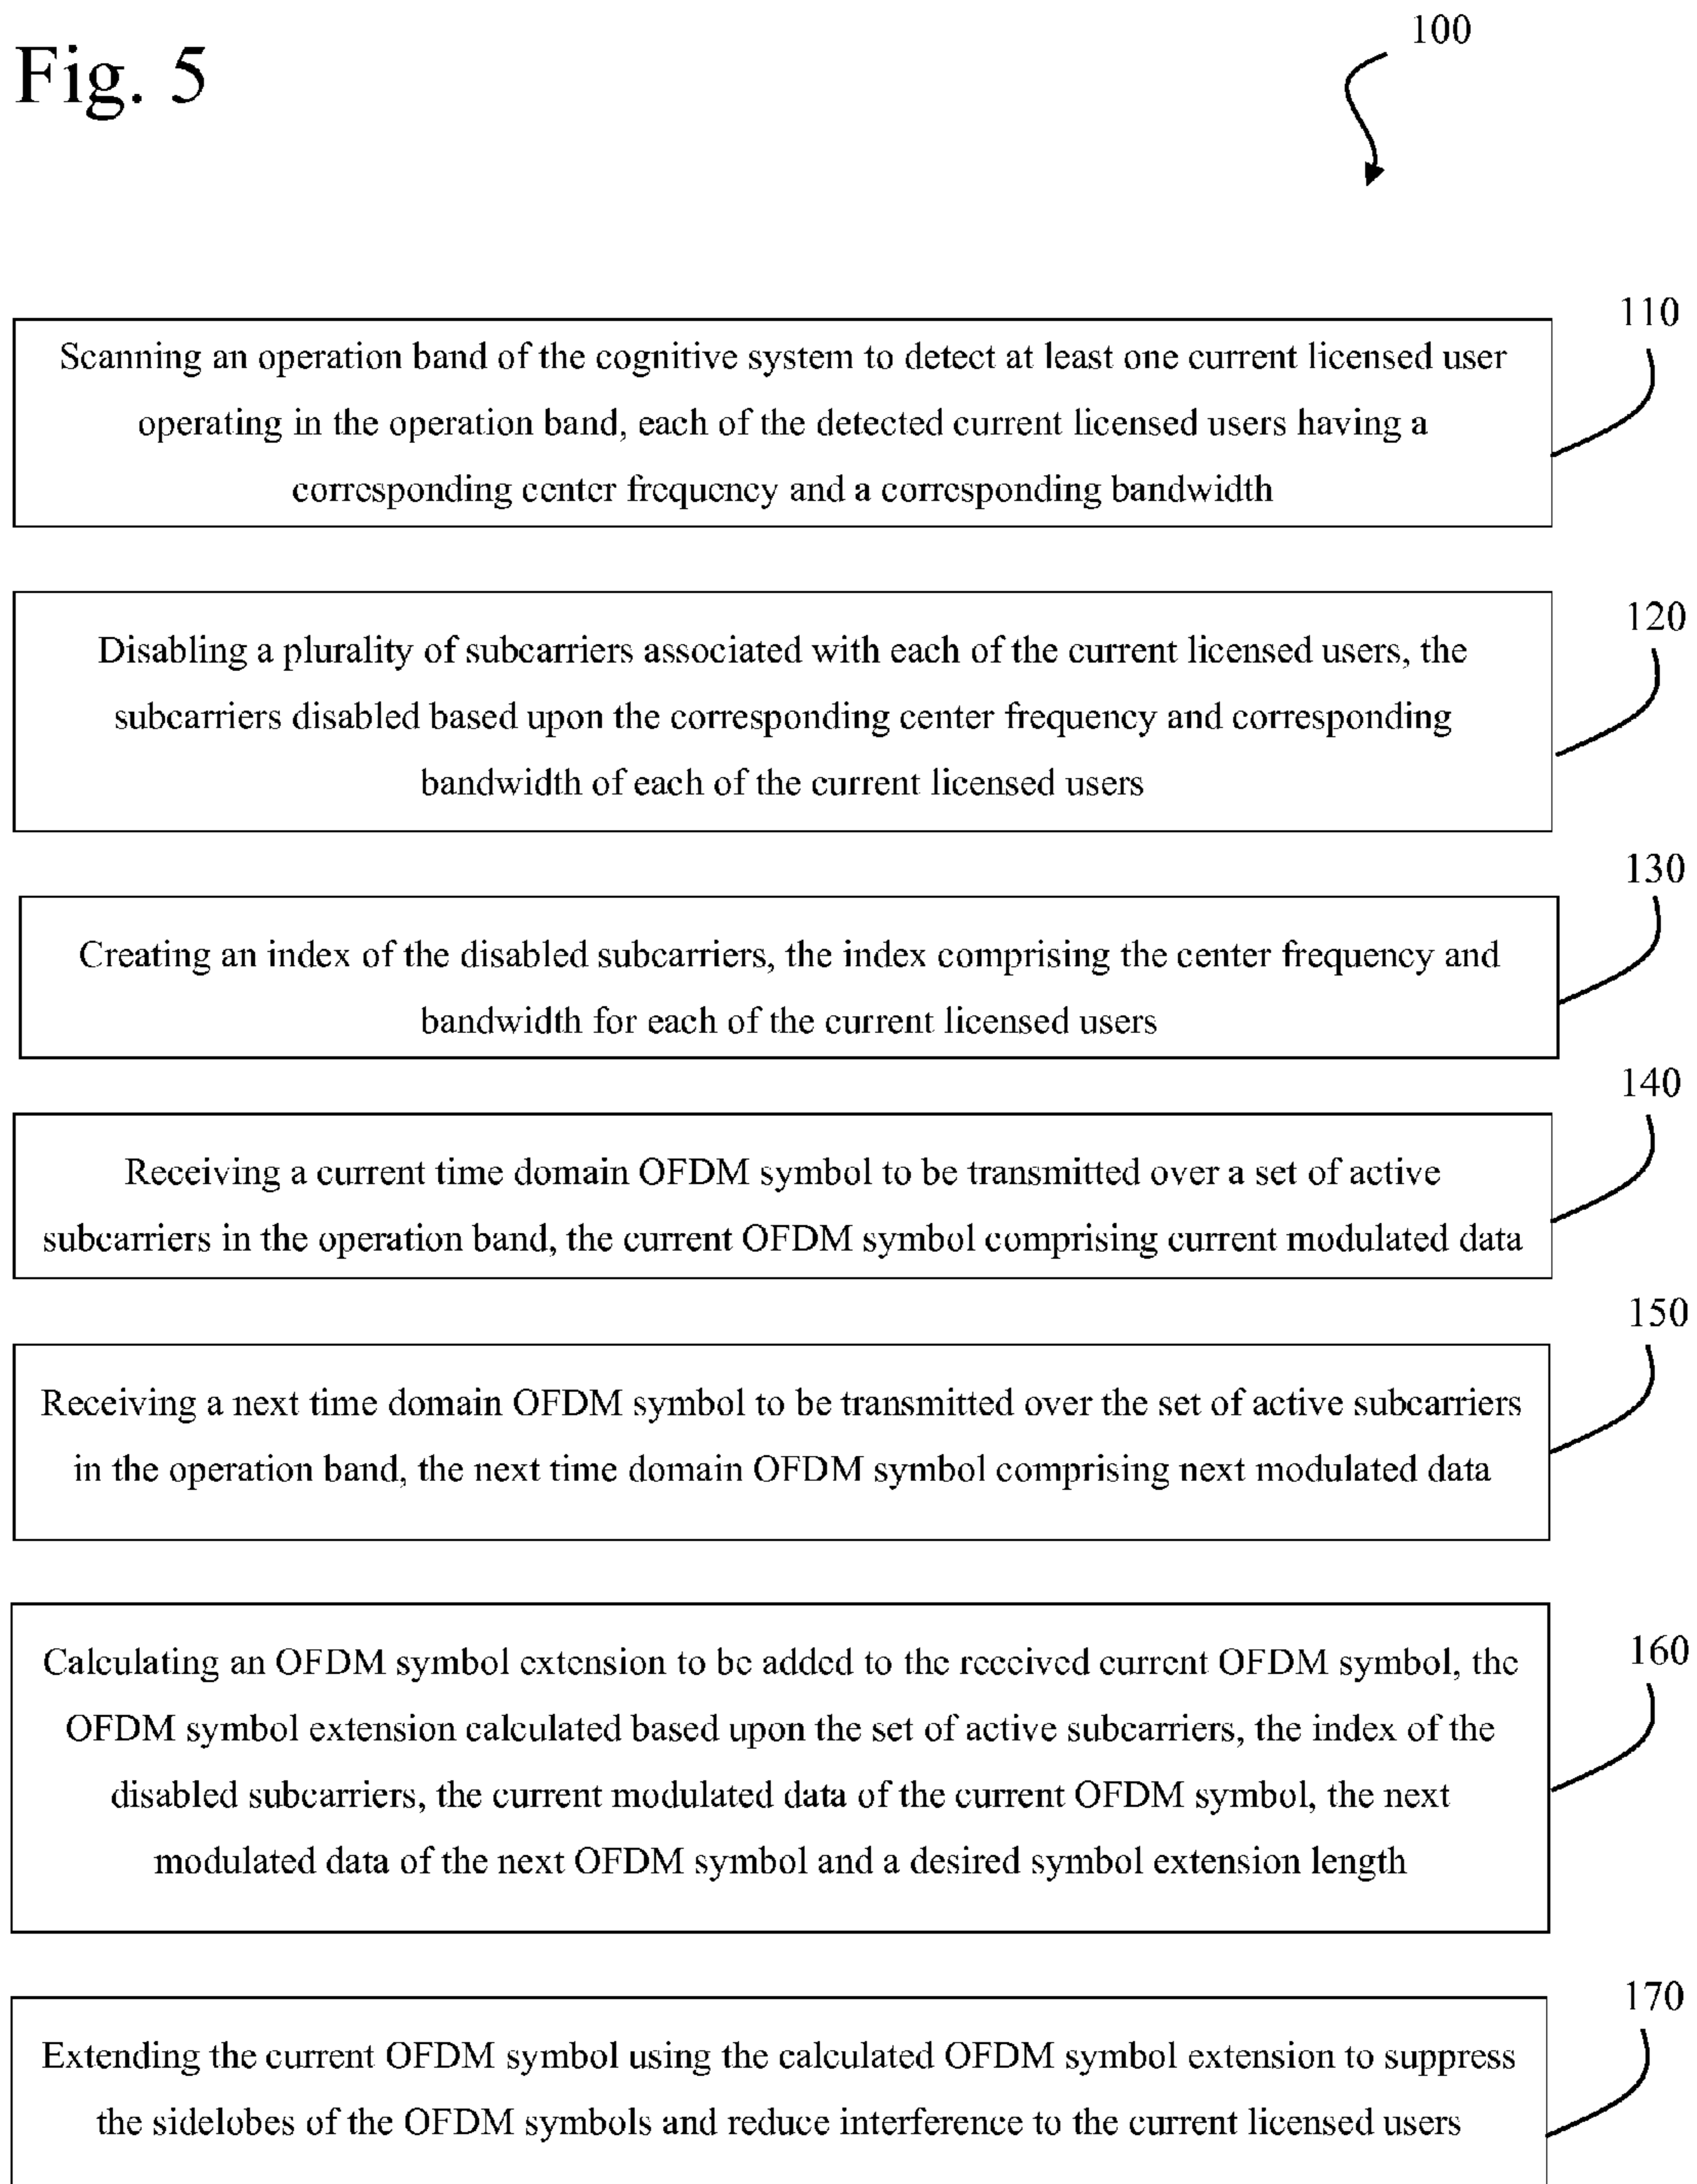 Fig. 5
100
110
Scanning an operation band of the cognitive system to detect at least one current licensed user
operating in the operation band, each of the detected current licensed users having a
corresponding center frequency and a corresponding bandwidth
120
Disabling a plurality of subcarriers associated with each of the current licensed users, the
subcarriers disabled based upon the corresponding center frequency and corresponding
bandwidth of each of the current licensed users
130
Creating an index of the disabled subcarriers, the index comprising the center frequency and
bandwidth for each of the current licensed users
140
Receiving a current time domain OFDM symbol to be transmitted over a set of active
subcarriers in the operation band, the current OFDM symbol comprising current modulated data
150
Receiving a next time domain OFDM symbol to be transmitted over the set of active subcarriers
in the operation band, the next time domain OFDM symbol comprising next modulated data
160
Calculating an OFDM symbol extension to be added to the received current OFDM symbol, the
OFDM symbol extension calculated based upon the set of active subcarriers, the index of the
disabled subcarriers, the current modulated data of the current OFDM symbol, the next
modulated data of the next OFDM symbol and a desired symbol extension length
170
Extending the current OFDM symbol using the calculated OFDM symbol extension to suppress
the sidelobes of the OFDM symbols and reduce interference to the current licensed users